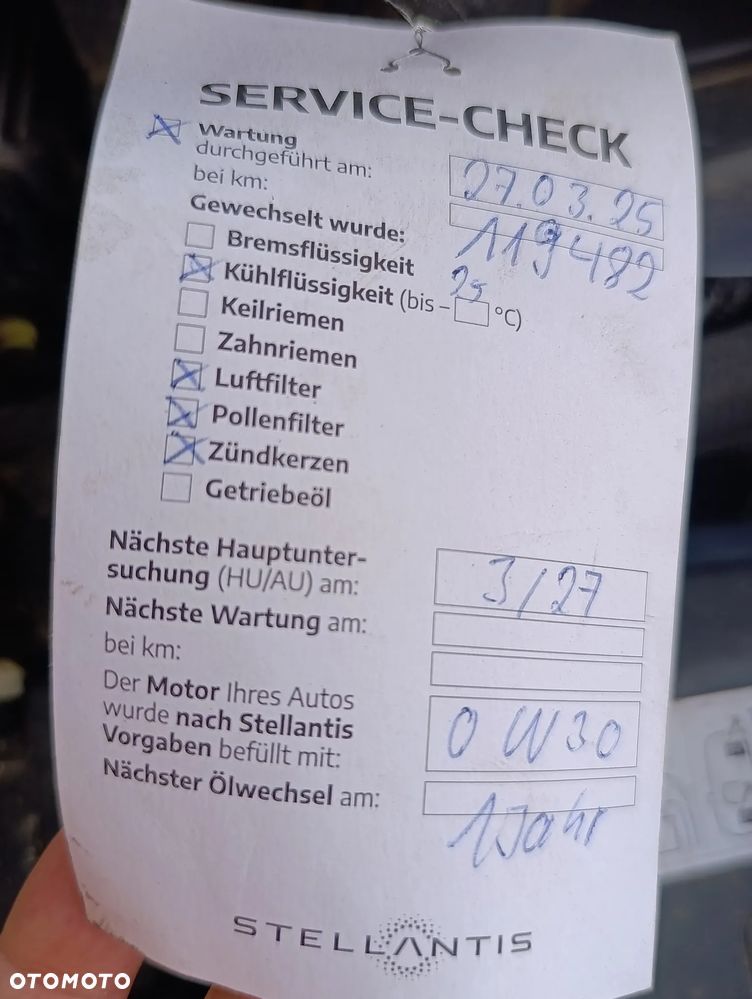 SERVICE-CHECK
Wartung
durchgeführt am: 27.03.25
bei km: 119482
Gewechselt wurde:
Bremsflüssigkeit
Kühlflüssigkeit (bis – 25 °C)
Keilriemen
Zahnriemen
Luftfilter
Pollenfilter
Zündkerzen
Getriebeöl
Nächste Hauptunter-
suchung (HU/AU) am: 3/27
Nächste Wartung am:
bei km:
Der Motor Ihres Autos
wurde nach Stellantis
Vorgaben befüllt mit: 0W30
Nächster Ölwechsel am:
1 Jahr
STELLANTIS
OTOMOTO